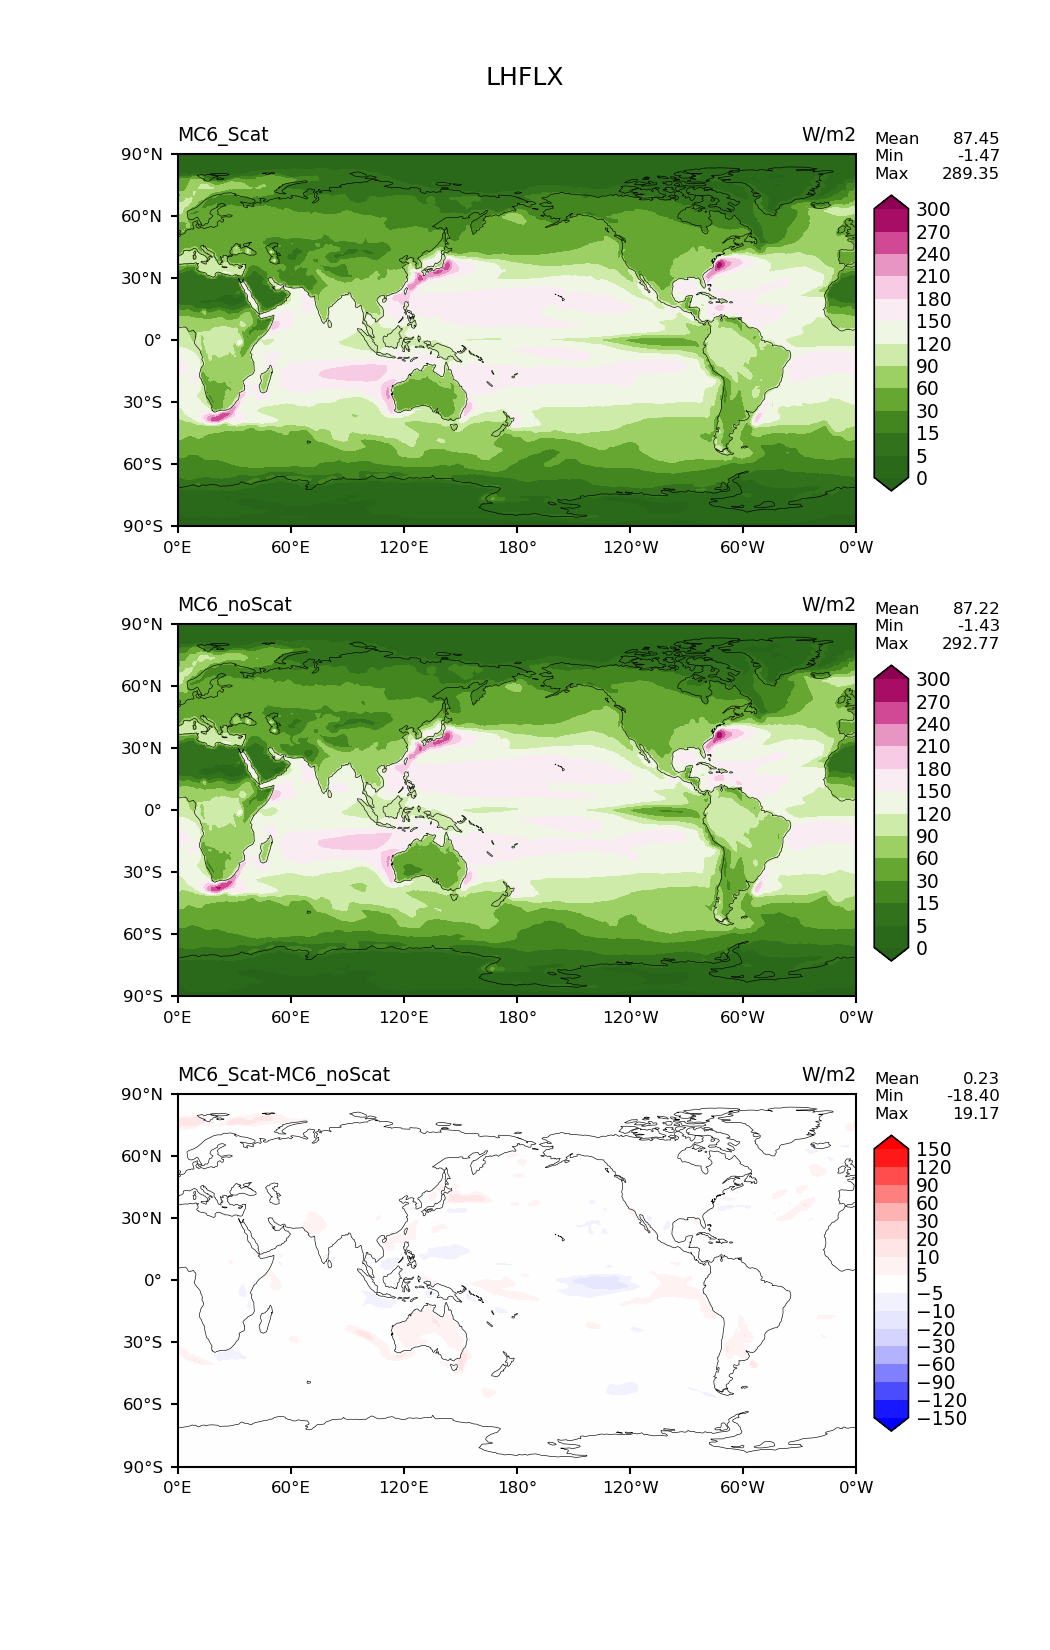 LHFLX
MC6_Scat W/m2
Mean 87.45
Min -1.47
Max 289.35
90°N
60°N
30°N
0°
30°S
60°S
90°S
0°E 60°E 120°E 180° 120°W 60°W 0°W
300
270
240
210
180
150
120
90
60
30
15
5
0
MC6_noScat W/m2
Mean 87.22
Min -1.43
Max 292.77
90°N
60°N
30°N
0°
30°S
60°S
90°S
0°E 60°E 120°E 180° 120°W 60°W 0°W
300
270
240
210
180
150
120
90
60
30
15
5
0
MC6_Scat-MC6_noScat W/m2
Mean 0.23
Min -18.40
Max 19.17
90°N
60°N
30°N
0°
30°S
60°S
90°S
0°E 60°E 120°E 180° 120°W 60°W 0°W
150
120
90
60
30
20
10
5
−5
−10
−20
−30
−60
−90
−120
−150